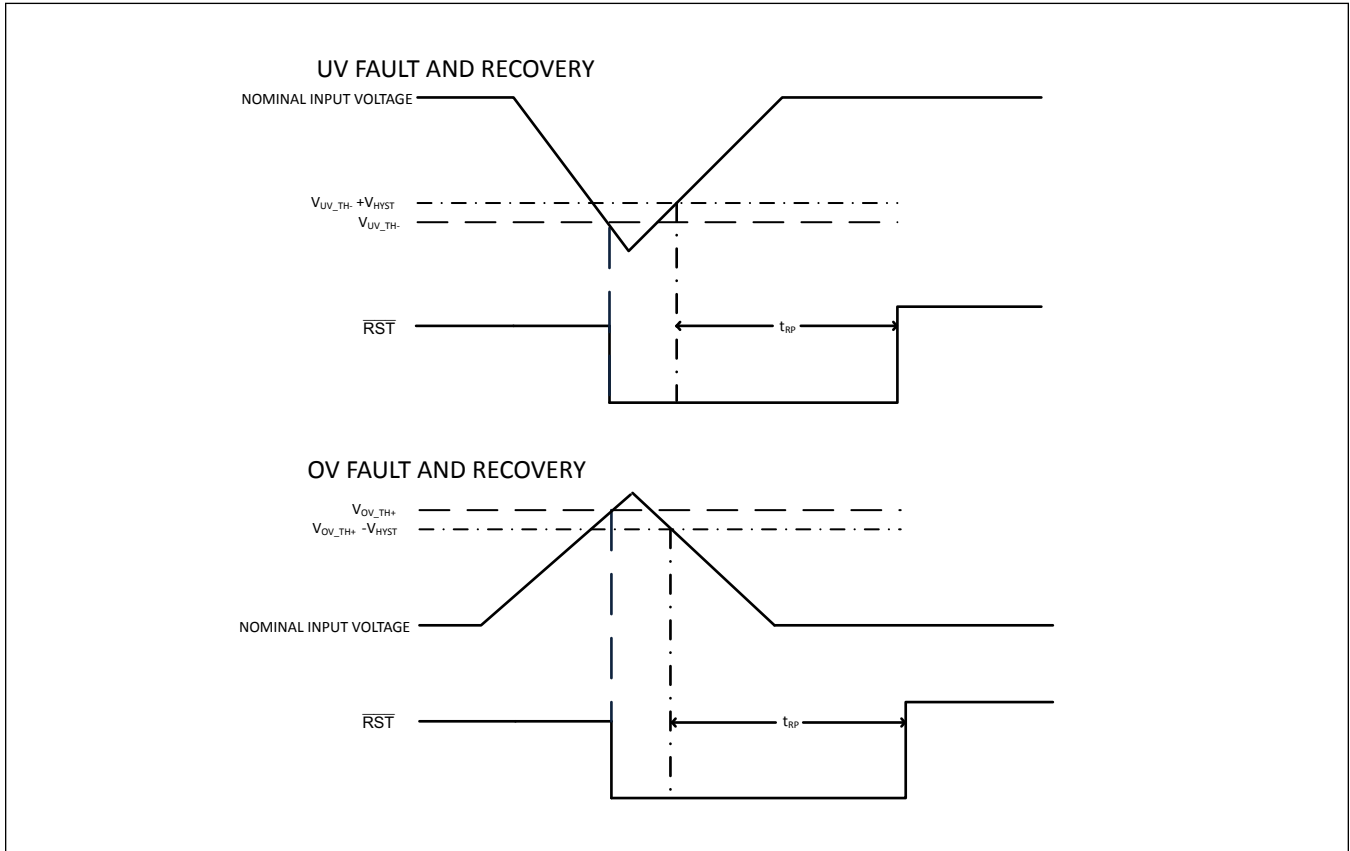 UV FAULT AND RECOVERY
NOMINAL INPUT VOLTAGE
VUV_TH- +VHYST
VUV_TH-
RST
tRP
OV FAULT AND RECOVERY
VOV_TH+
VOV_TH+ -VHYST
NOMINAL INPUT VOLTAGE
RST
tRP